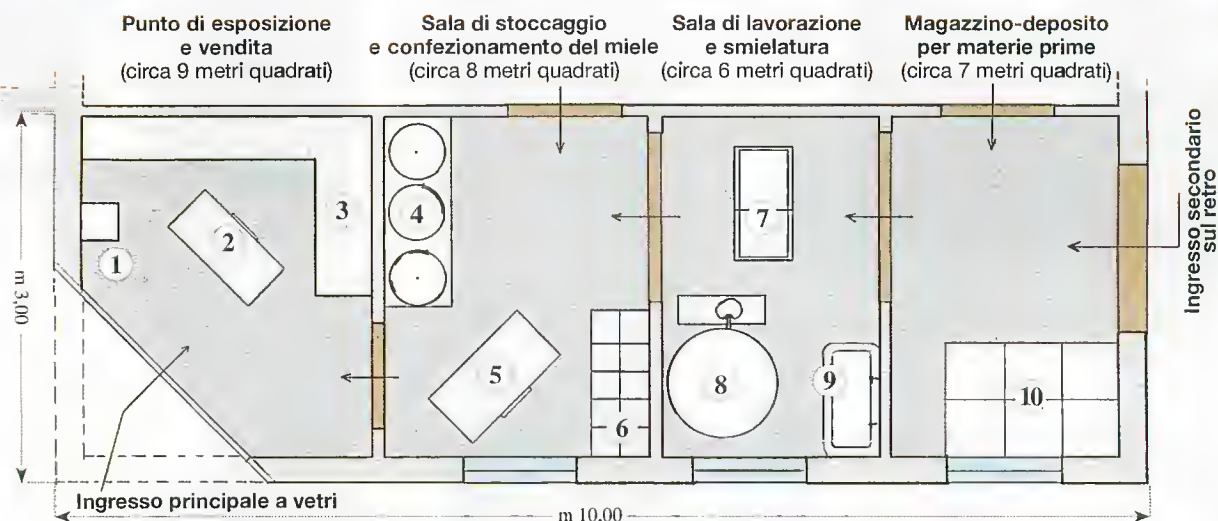 Punto di esposizione
e vendita
(circa 9 metri quadrati)
Sala di stoccaggio
e confezionamento del miele
(circa 8 metri quadrati)
Sala di lavorazione
e smielatura
(circa 6 metri quadrati)
Magazzino-deposito
per materie prime
(circa 7 metri quadrati)
m 3,00
1
2
3
4
5
6
7
8
9
10
Ingresso secondario
sul retro
Ingresso principale a vetri
m 10,00